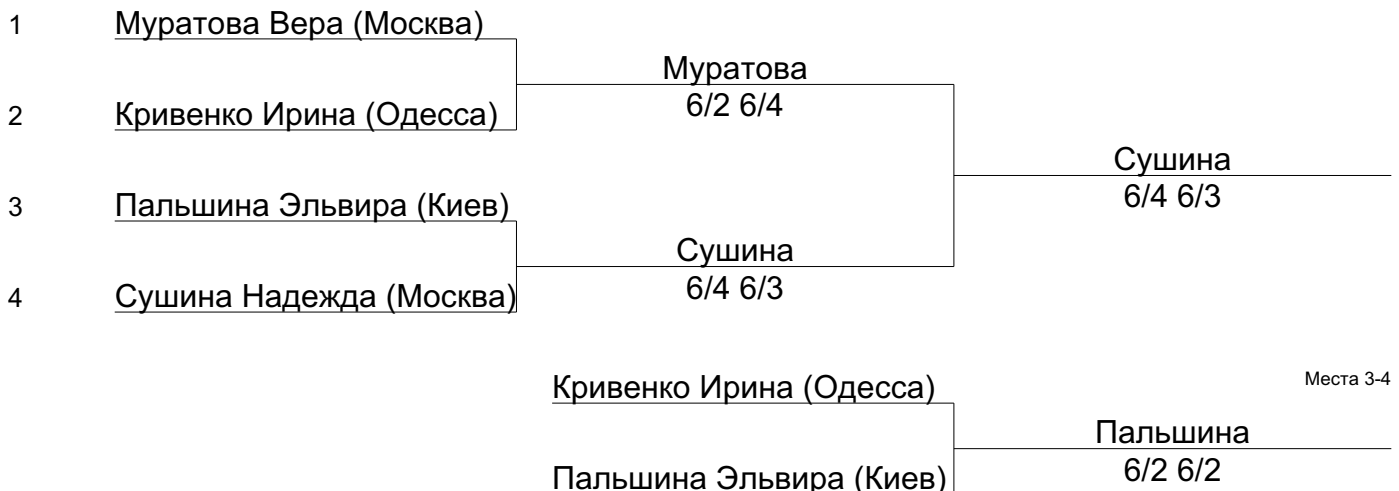 1 Муратова Вера (Москва)
Муратова
6/2 6/4
2 Кривенко Ирина (Одесса)
Сушина
6/4 6/3
3 Пальшина Эльвира (Киев)
Сушина
6/4 6/3
4 Сушина Надежда (Москва)
Кривенко Ирина (Одесса)
Места 3-4
Пальшина
6/2 6/2
Пальшина Эльвира (Киев)